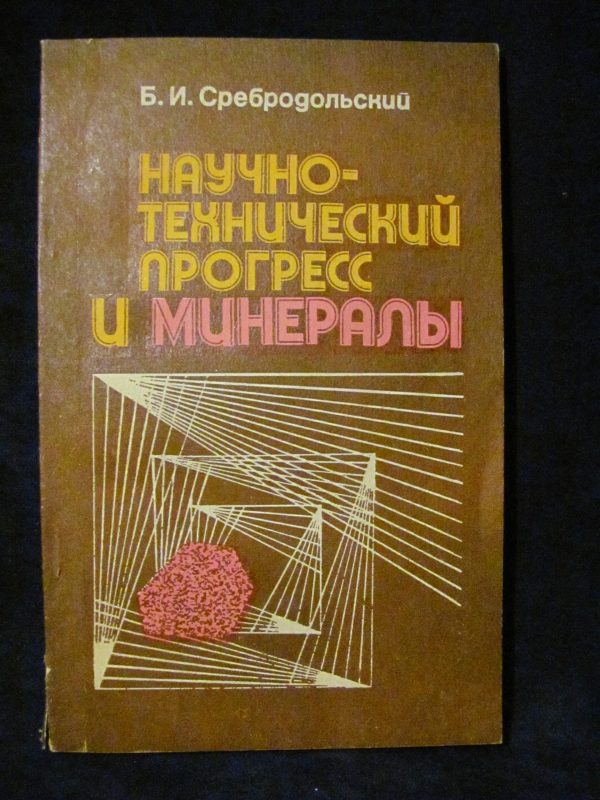 Б. И. Сребродольский
НАУЧНО-
ТЕХНИЧЕСКИЙ
ПРОГРЕСС
И МИНЕРАЛЫ